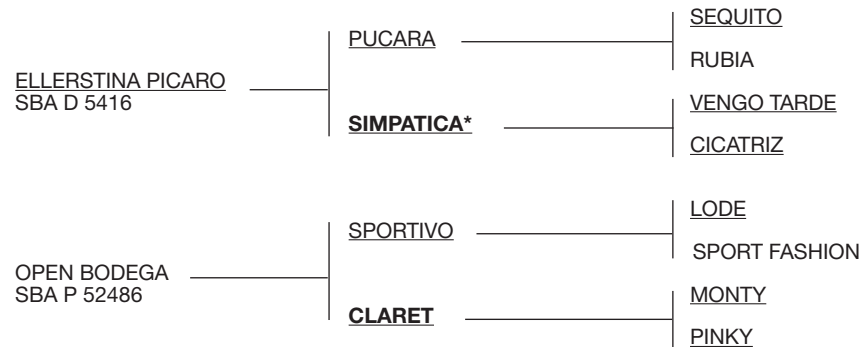 SEQUITO
PUCARA
RUBIA
ELLERSTINA PICARO
SBA D 5416
VENGO TARDE
SIMPATICA*
CICATRIZ
LODE
SPORTIVO
SPORT FASHION
OPEN BODEGA
SBA P 52486
MONTY
CLARET
PINKY